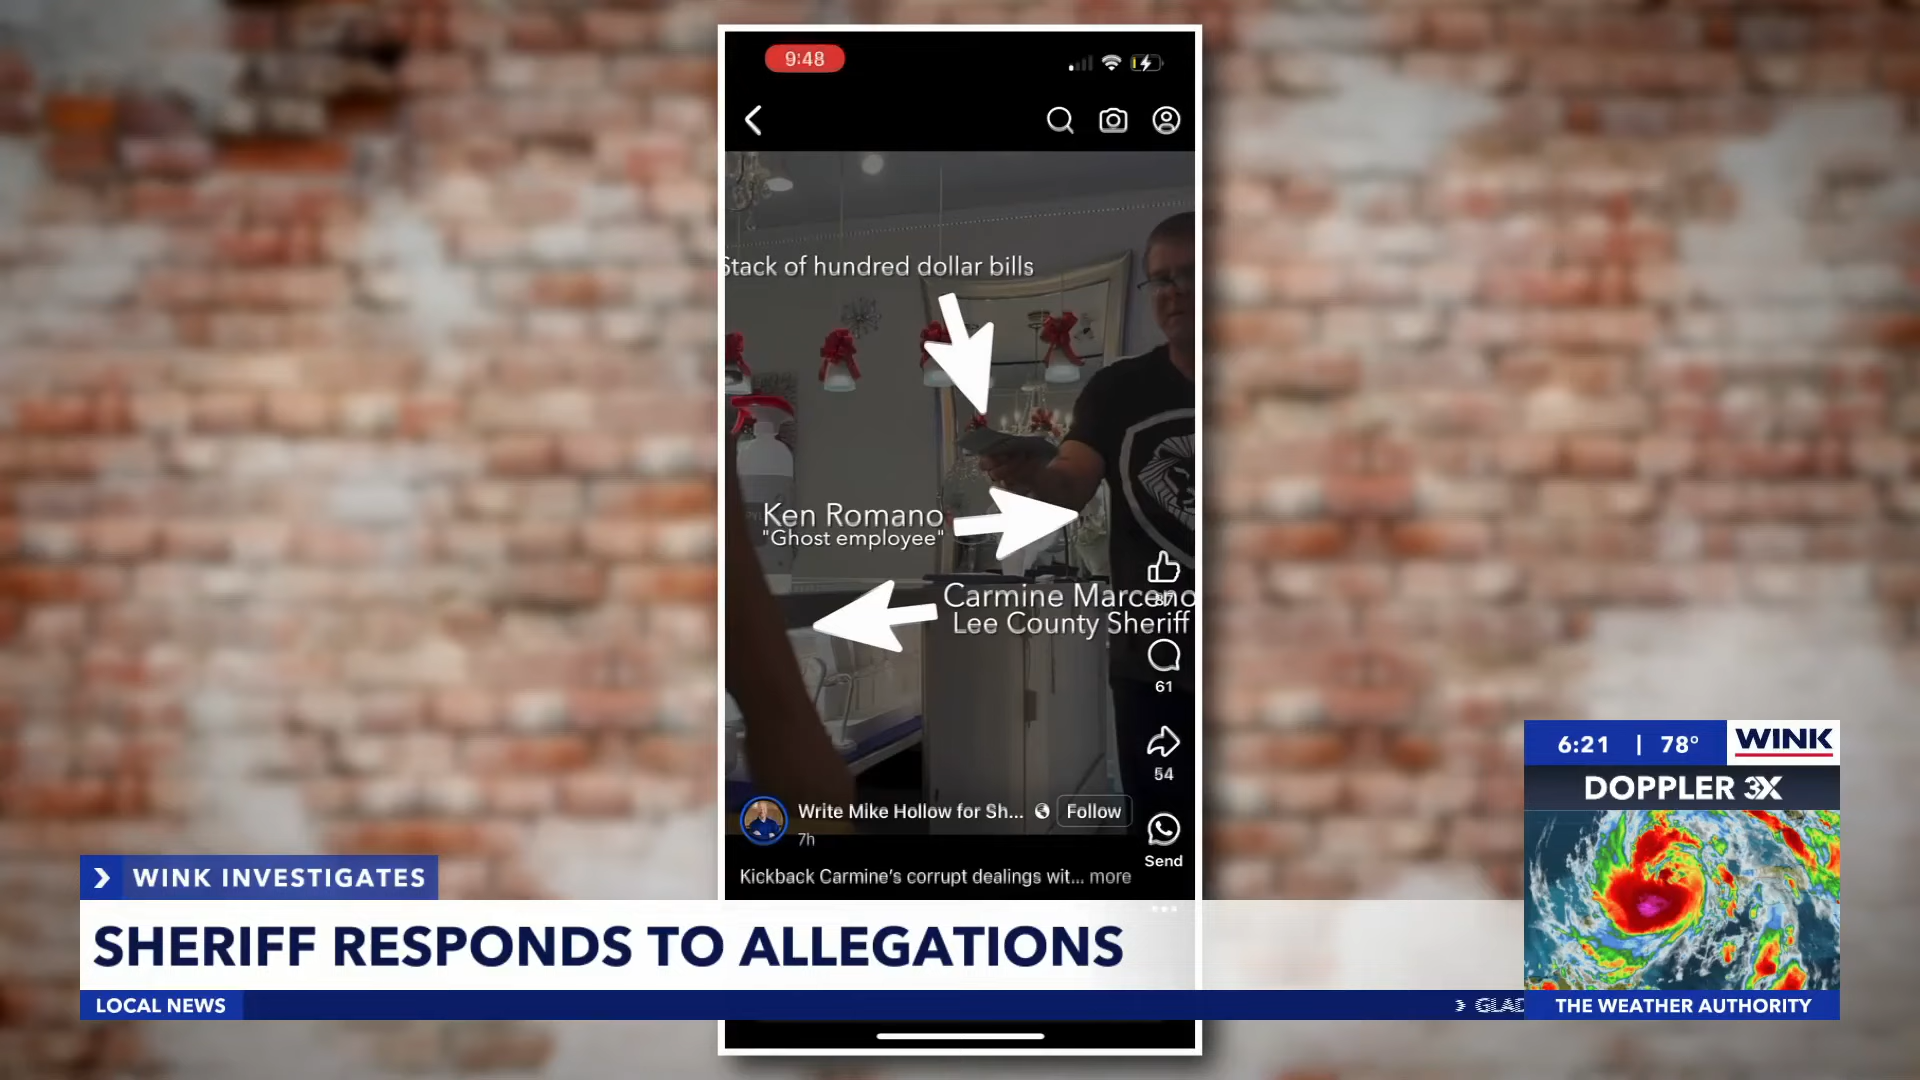 9:48
Stack of hundred dollar bills
Ken Romano
"Ghost employee"
Carmine Marceno
Lee County Sheriff
87
61
54
Send
Write Mike Hollow for Sh...
Follow
7h
Kickback Carmine's corrupt dealings wit... more
6:21 | 78°
WINK
DOPPLER 3X
WINK INVESTIGATES
SHERIFF RESPONDS TO ALLEGATIONS
LOCAL NEWS
GLAD
THE WEATHER AUTHORITY